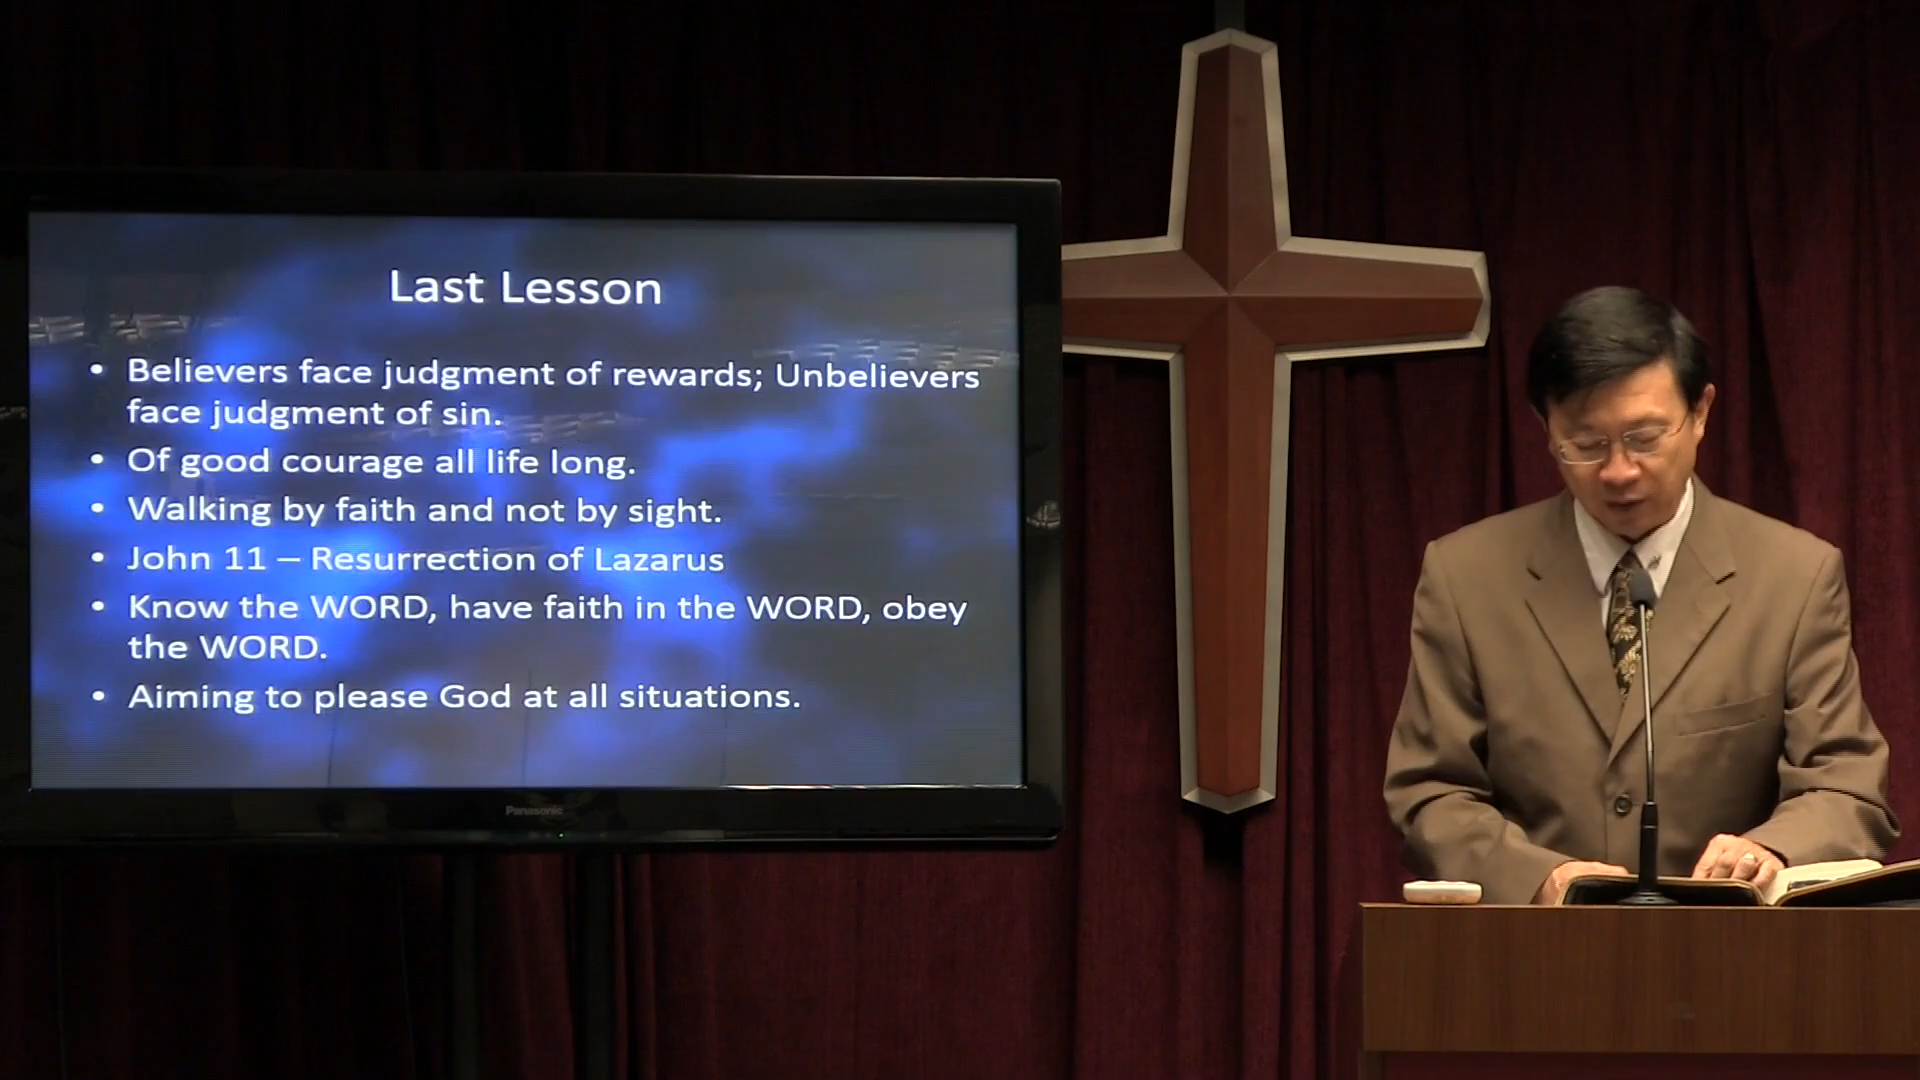 Last Lesson
• Believers face judgment of rewards; Unbelievers
face judgment of sin.
• Of good courage all life long.
• Walking by faith and not by sight.
• John 11 – Resurrection of Lazarus
• Know the WORD, have faith in the WORD, obey
the WORD.
• Aiming to please God at all situations.
Panasonic